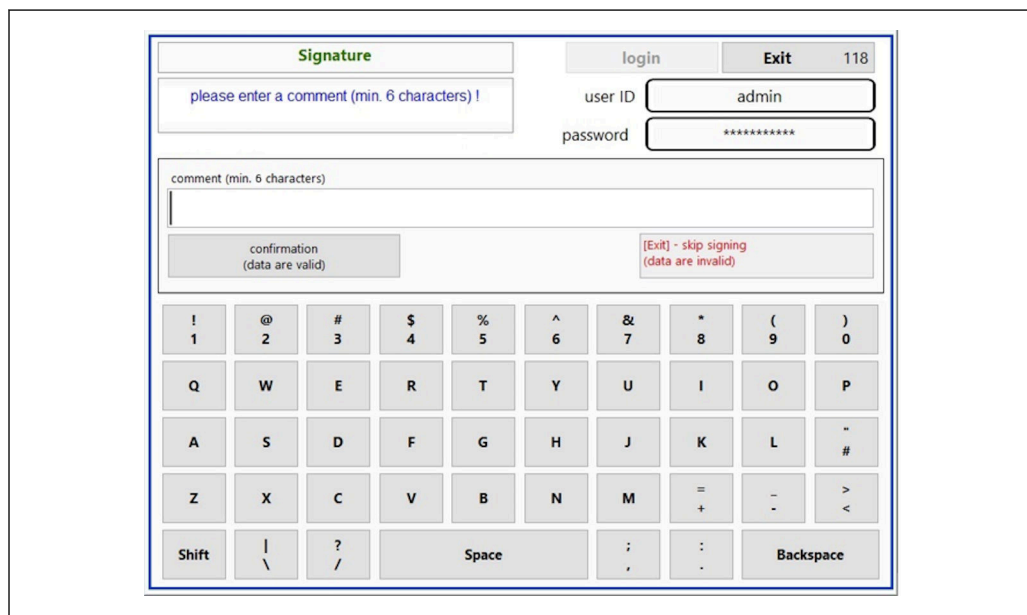 Signature
login
Exit 118
please enter a comment (min. 6 characters) !
user ID admin
password ***********
comment (min. 6 characters)
confirmation
(data are valid)
[Exit] - skip signing
(data are invalid)
! @ # $ % ^ & * ( )
1 2 3 4 5 6 7 8 9 0
Q W E R T Y U I O P
A S D F G H J K L "
#
Z X C V B N M = _ >
+ - <
Shift | ? Space ; : Backspace
\ / , .